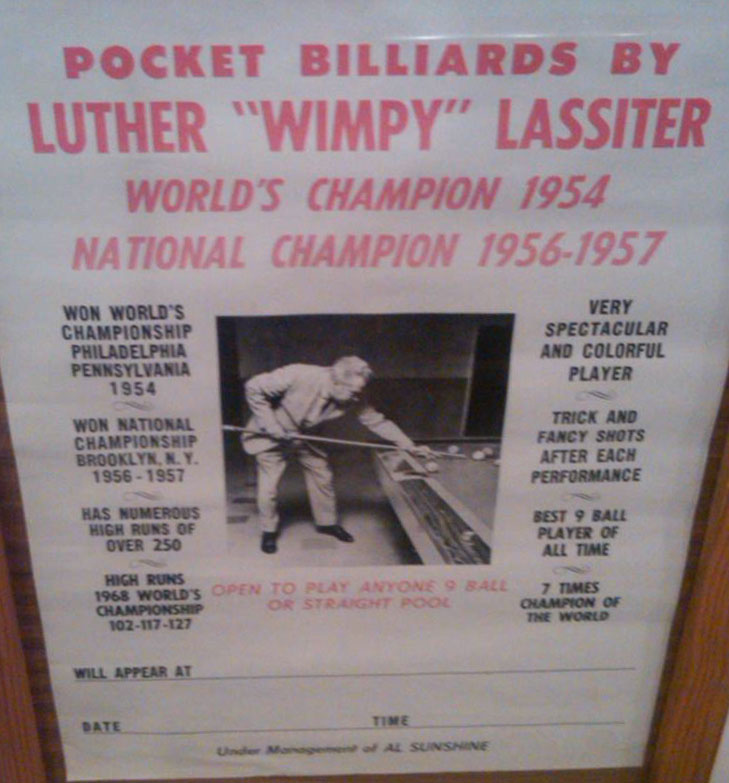 POCKET BILLIARDS BY
LUTHER "WIMPY" LASSITER
WORLD'S CHAMPION 1954
NATIONAL CHAMPION 1956-1957
WON WORLD'S
CHAMPIONSHIP
PHILADELPHIA
PENNSYLVANIA
1954
WON NATIONAL
CHAMPIONSHIP
BROOKLYN, N.Y.
1956-1957
HAS NUMEROUS
HIGH RUNS OF
OVER 250
HIGH RUNS
1968 WORLD'S
CHAMPIONSHIP
102-117-127
VERY
SPECTACULAR
AND COLORFUL
PLAYER
TRICK AND
FANCY SHOTS
AFTER EACH
PERFORMANCE
BEST 9 BALL
PLAYER OF
ALL TIME
7 TIMES
CHAMPION OF
THE WORLD
OPEN TO PLAY ANYONE 9 BALL
OR STRAIGHT POOL
WILL APPEAR AT
DATE TIME
Under Management of AL SUNSHINE